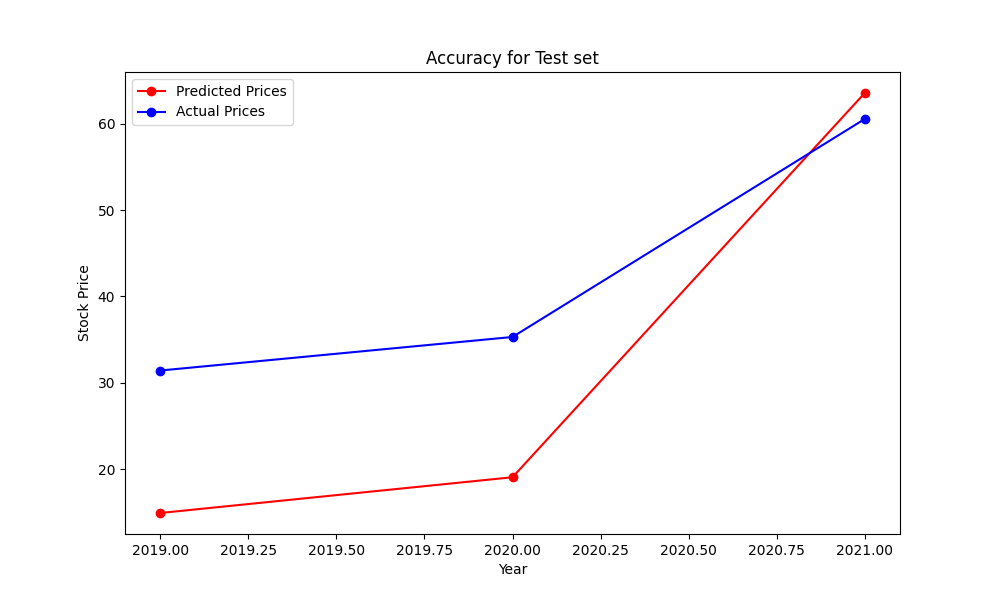 Accuracy for Test set
Predicted Prices
Actual Prices
Stock Price
60
50
40
30
20
2019.00 2019.25 2019.50 2019.75 2020.00 2020.25 2020.50 2020.75 2021.00
Year